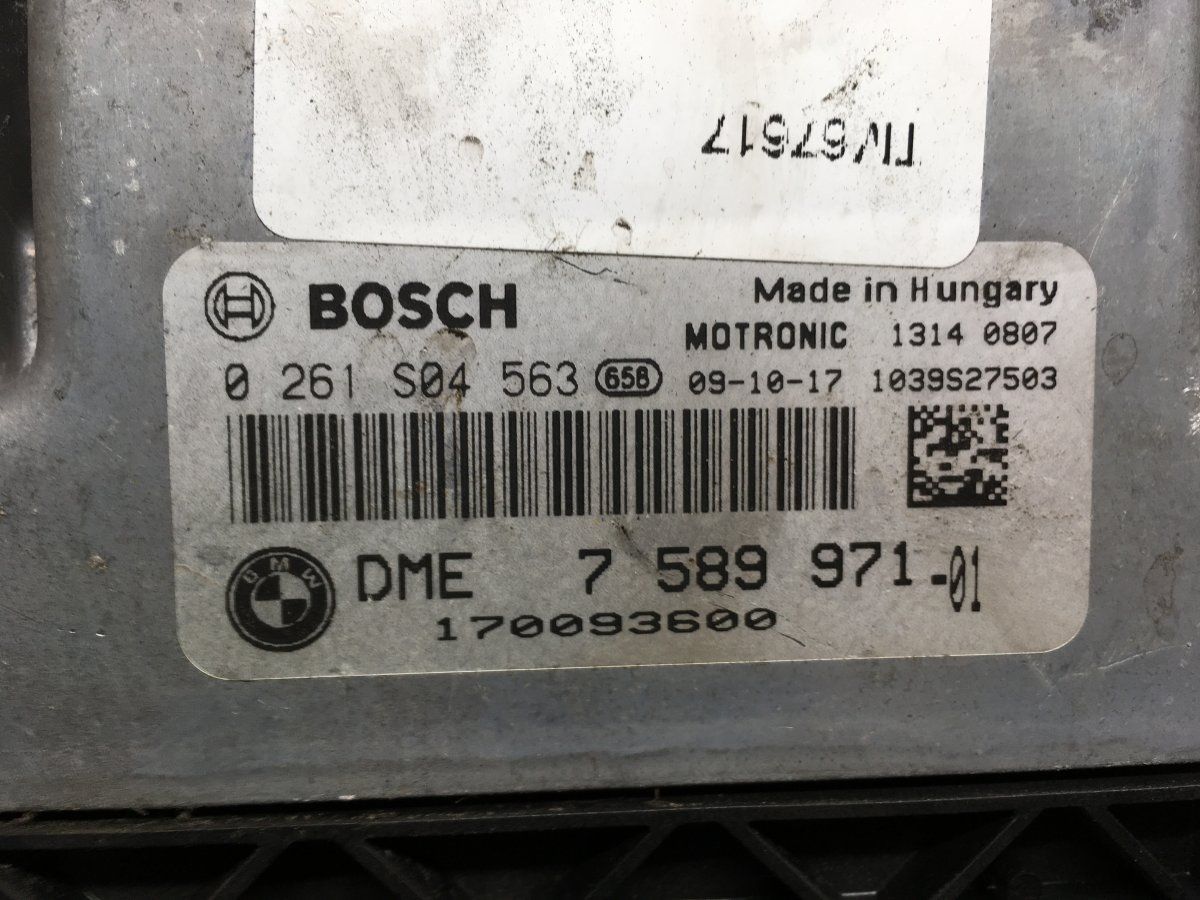 BOSCH
Made in Hungary
MOTRONIC 1314 0807
0 261 S04 563 658 09-10-17 1039S27503
BMW DME 7 589 971-01
170093600